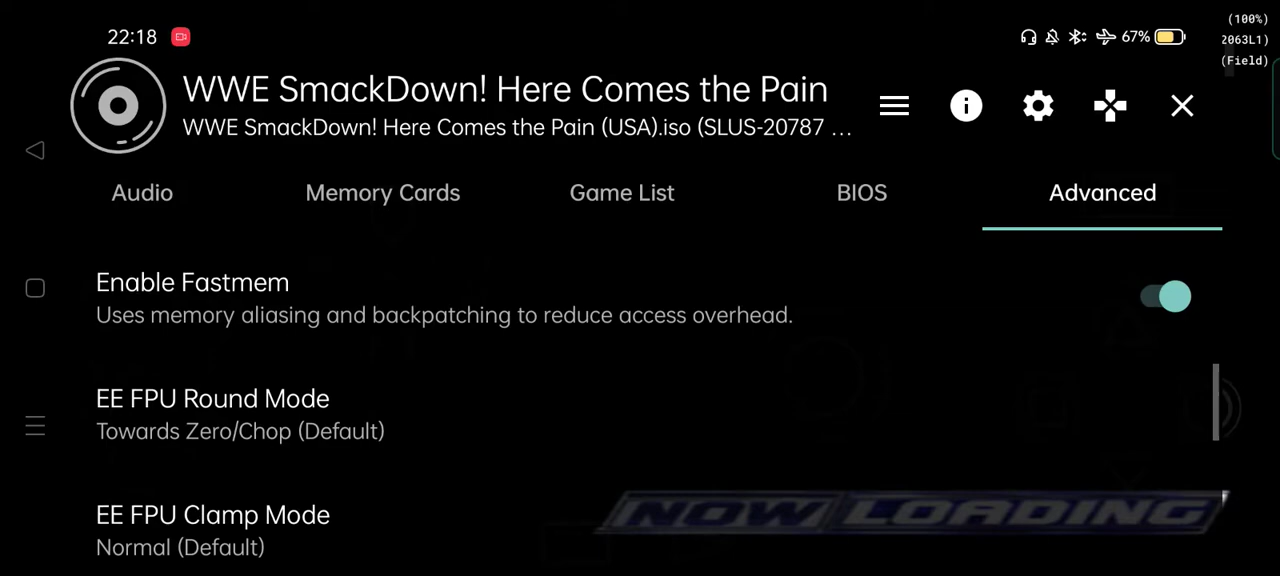 22:18
67%
(100%)
2063L1)
(Field)
WWE SmackDown! Here Comes the Pain
WWE SmackDown! Here Comes the Pain (USA).iso (SLUS-20787 ...
Audio
Memory Cards
Game List
BIOS
Advanced
Enable Fastmem
Uses memory aliasing and backpatching to reduce access overhead.
EE FPU Round Mode
Towards Zero/Chop (Default)
EE FPU Clamp Mode
Normal (Default)
NOW LOADING